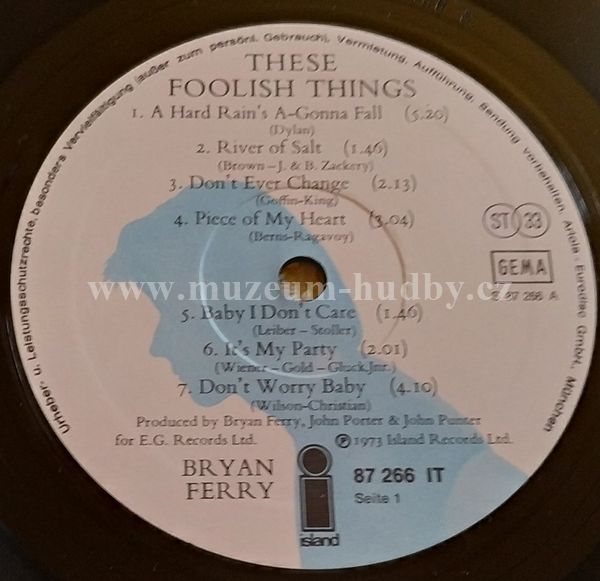 Urheber- u. Leistungsschutzrechte, besonders Vervielfältigung (außer zum persönl. Gebrauch), Vermietung, Aufführung, Sendung vorbehalten. Ariola - Eurodisc GmbH., München
THESE
FOOLISH THINGS
1. A Hard Rain's A-Gonna Fall (5.20)
(Dylan)
2. River of Salt (1.46)
(Brown-J. & B. Zackery)
3. Don't Ever Change (2.13)
(Goffin-King)
4. Piece of My Heart (3.04)
(Berns-Ragavoy)
ST 33
GEMA
S 87 266 A
www.muzeum-hudby.cz
5. Baby I Don't Care (1.46)
(Leiber - Stoller)
6. It's My Party (2.01)
(Wiener - Gold - Gluck Jnr.)
7. Don't Worry Baby (4.10)
(Wilson-Christian)
Produced by Bryan Ferry, John Porter & John Punter
for E.G. Records Ltd. ℗ 1973 Island Records Ltd.
BRYAN
FERRY
i
island
87 266 IT
Seite 1